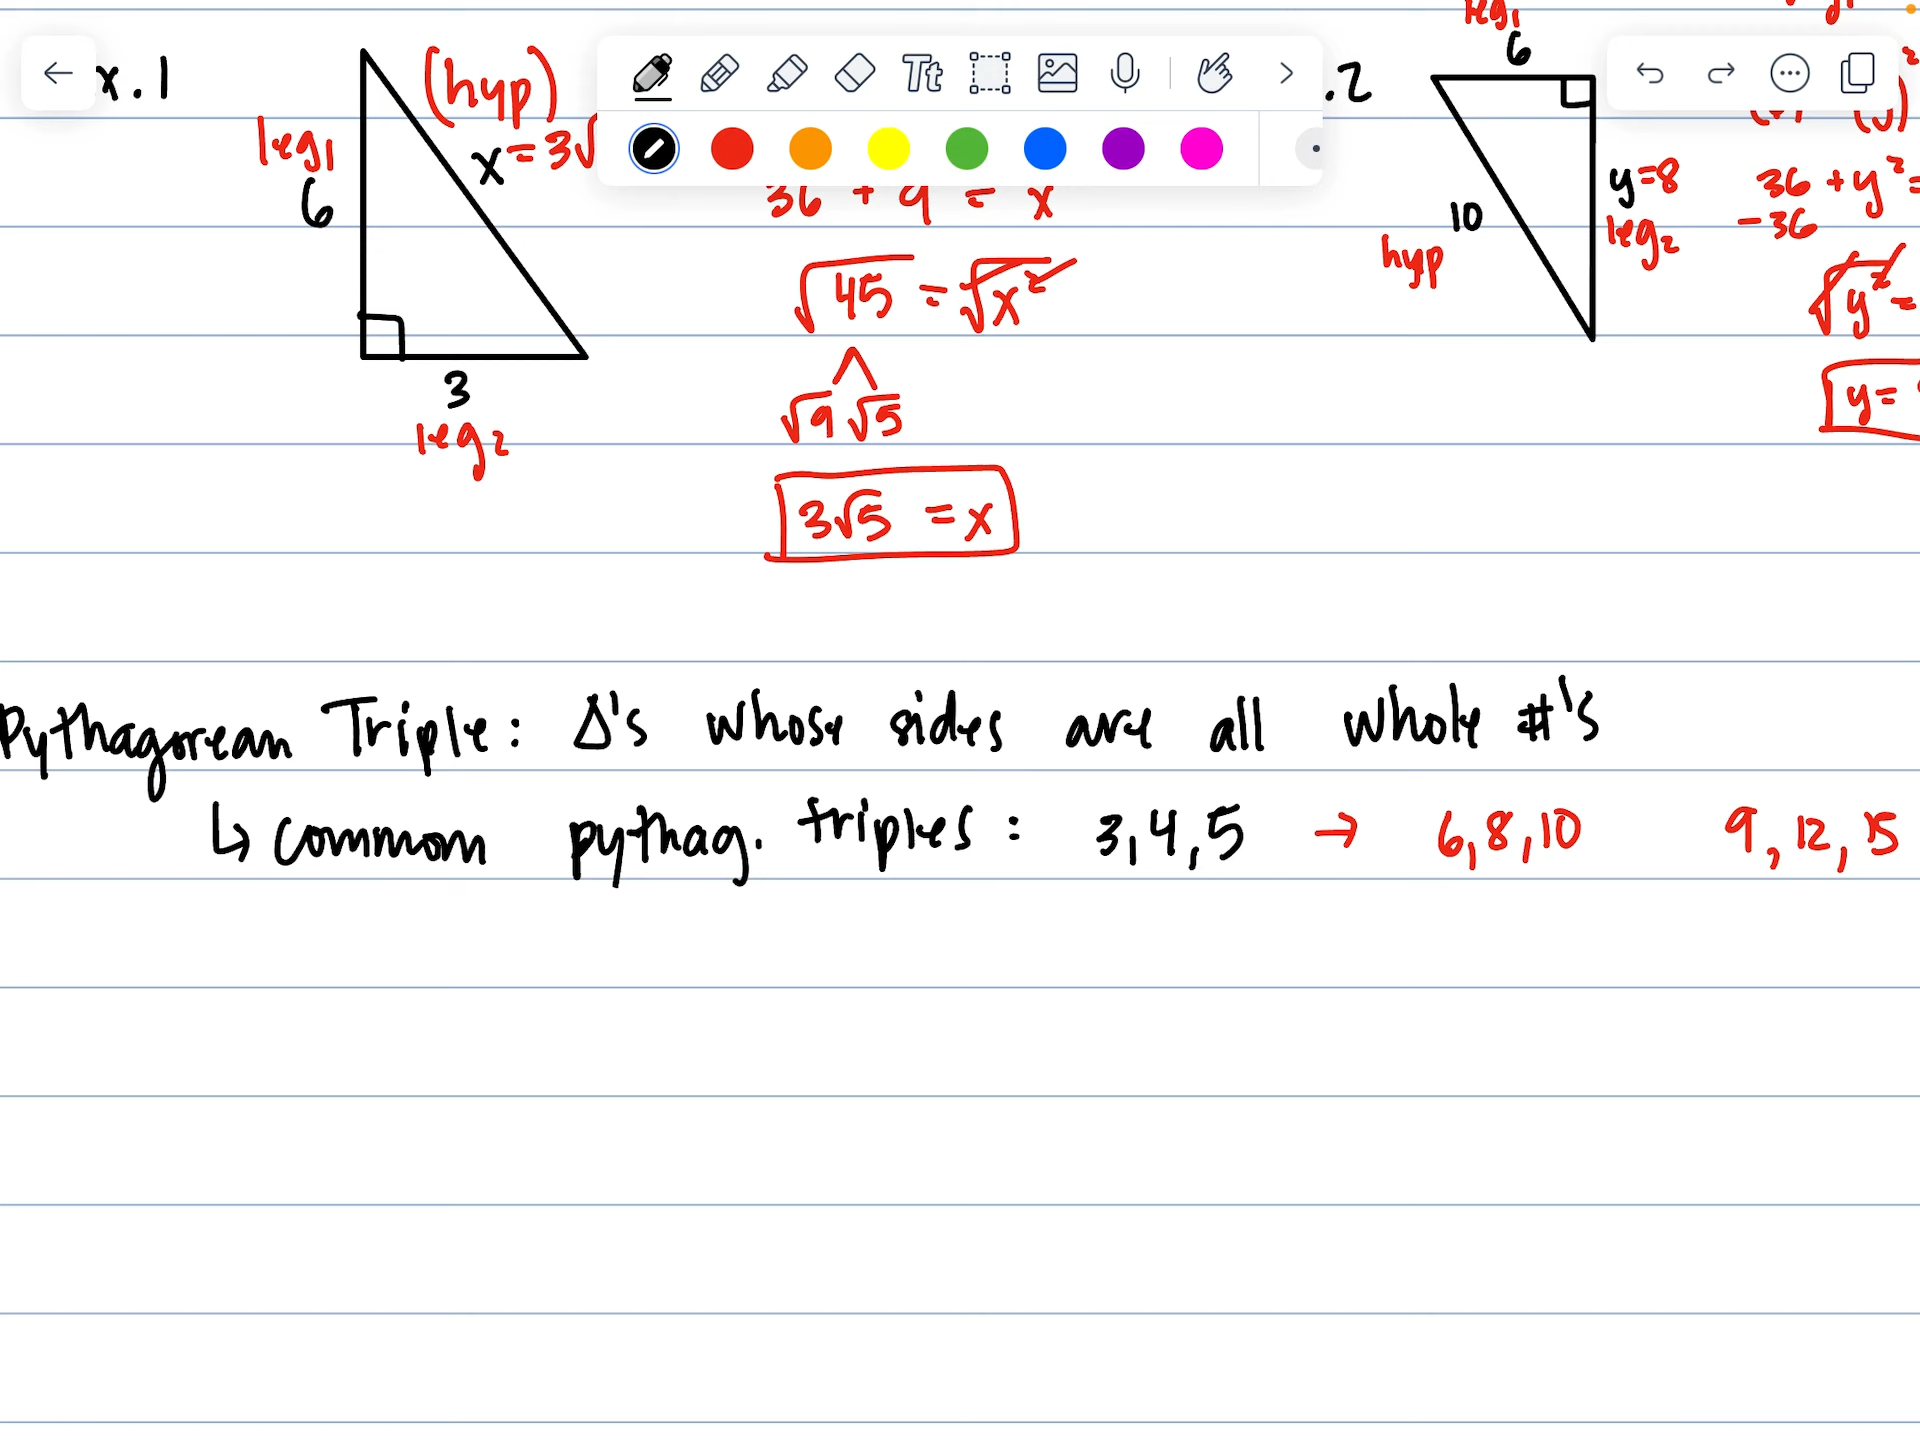 x. 1
(hyp)
leg₁
6
x = 3√
3
leg₂
36 + 9 = x
√45 = √x²
√9 √5
3√5 = x
Tt
.2
leg₁
6
10
hyp
y=8
leg₂
36 + y² =
-36
√y² =
y=
Pythagorean Triple: Δ's whose sides are all whole #'s
↳ common pythag. triples: 3,4,5 → 6,8,10 9,12,15